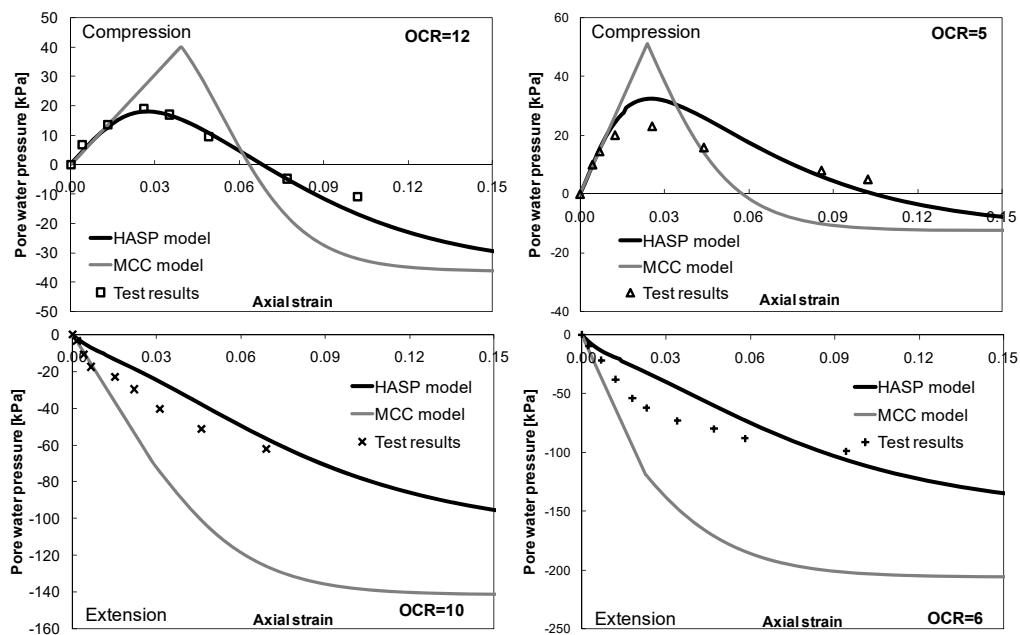 Compression
OCR=12
Pore water pressure [kPa]
50
40
30
20
10
0
-10
-20
-30
-40
-50
0.00
0.03
0.06
0.09
0.12
0.15
HASP model
MCC model
Test results
Axial strain
Compression
OCR=5
Pore water pressure [kPa]
60
40
20
0
-20
-40
0.00
0.03
0.06
0.09
0.12
0.15
HASP model
MCC model
Test results
Axial strain
Pore water pressure [kPa]
0
-20
-40
-60
-80
-100
-120
-140
-160
0.00
0.03
0.06
0.09
0.12
0.15
HASP model
MCC model
Test results
Extension
Axial strain
OCR=10
Pore water pressure [kPa]
0
-50
-100
-150
-200
-250
0.00
0.03
0.06
0.09
0.12
0.15
HASP model
MCC model
Test results
Extension
Axial strain
OCR=6